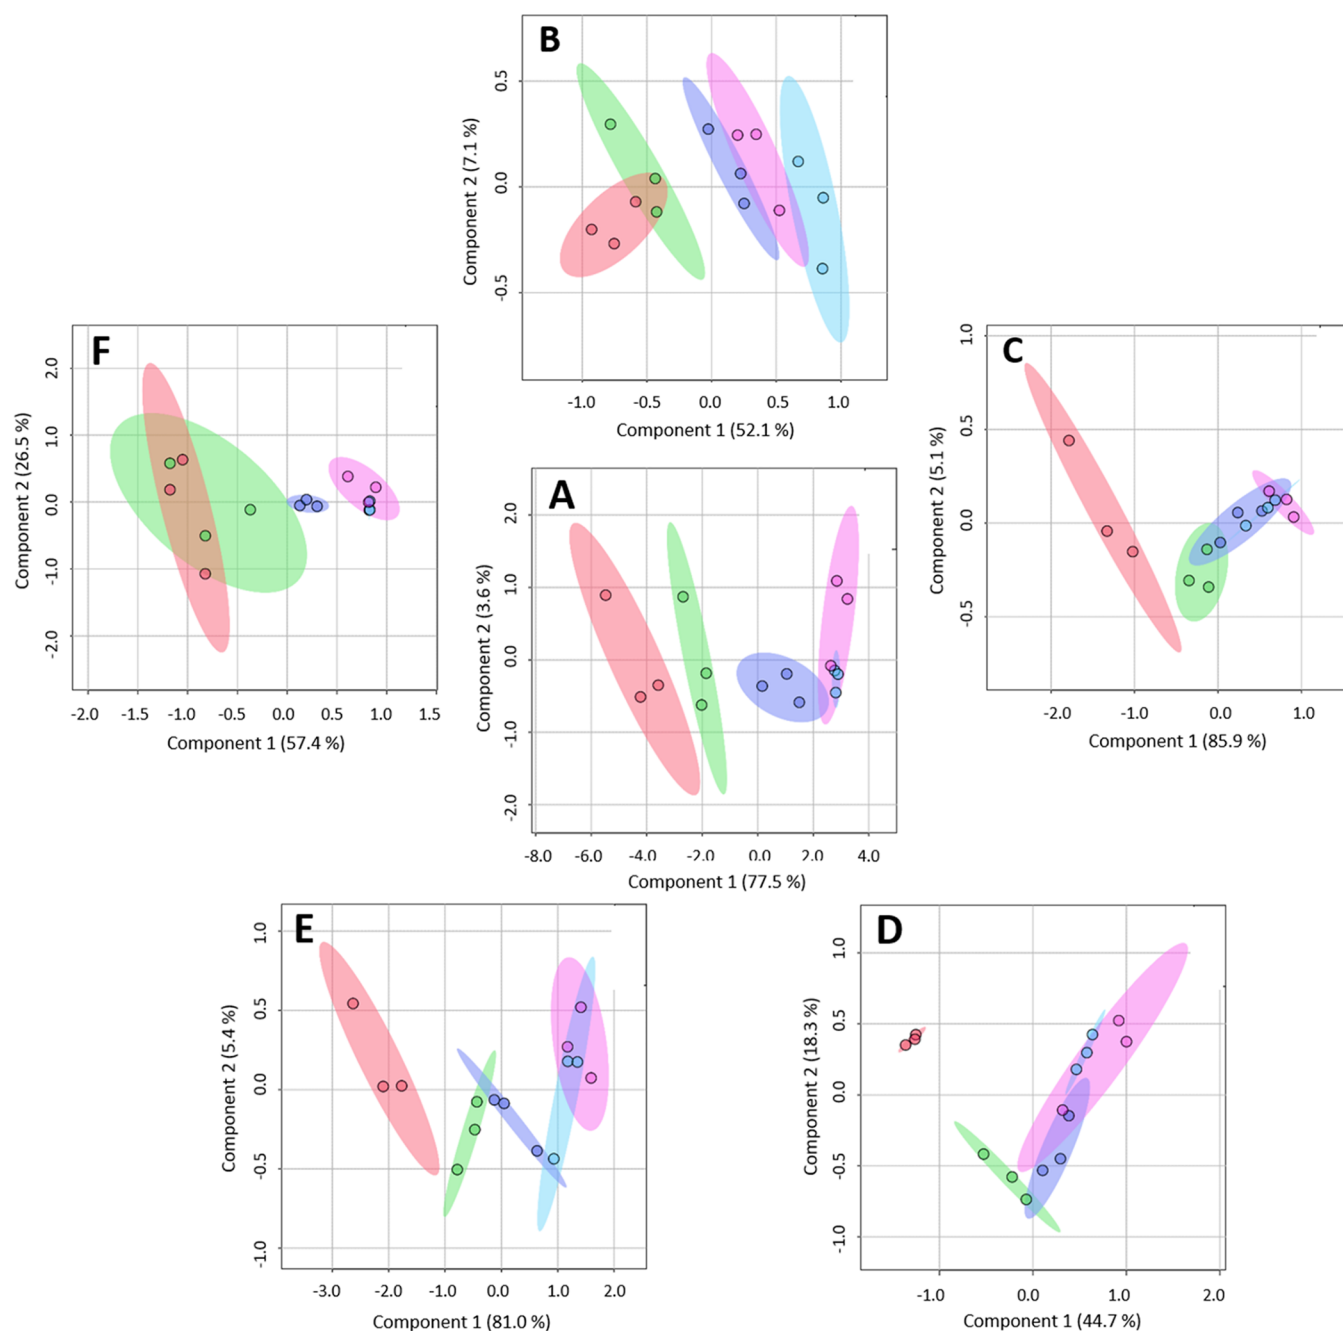 B
Component 2 (7.1 %)
0.5
0.0
-0.5
-1.0 -0.5 0.0 0.5 1.0
Component 1 (52.1 %)
F
Component 2 (26.5 %)
2.0
1.0
0.0
-1.0
-2.0
-2.0 -1.5 -1.0 -0.5 0.0 0.5 1.0 1.5
Component 1 (57.4 %)
A
Component 2 (3.6 %)
2.0
1.0
0.0
-1.0
-2.0
-8.0 -6.0 -4.0 -2.0 0.0 2.0 4.0
Component 1 (77.5 %)
C
Component 2 (5.1 %)
1.0
0.5
0.0
-0.5
-2.0 -1.0 0.0 1.0
Component 1 (85.9 %)
E
Component 2 (5.4 %)
1.0
0.5
0.0
-0.5
-1.0
-3.0 -2.0 -1.0 0.0 1.0 2.0
Component 1 (81.0 %)
D
Component 2 (18.3 %)
1.0
0.5
0.0
-0.5
-1.0
-1.0 0.0 1.0 2.0
Component 1 (44.7 %)